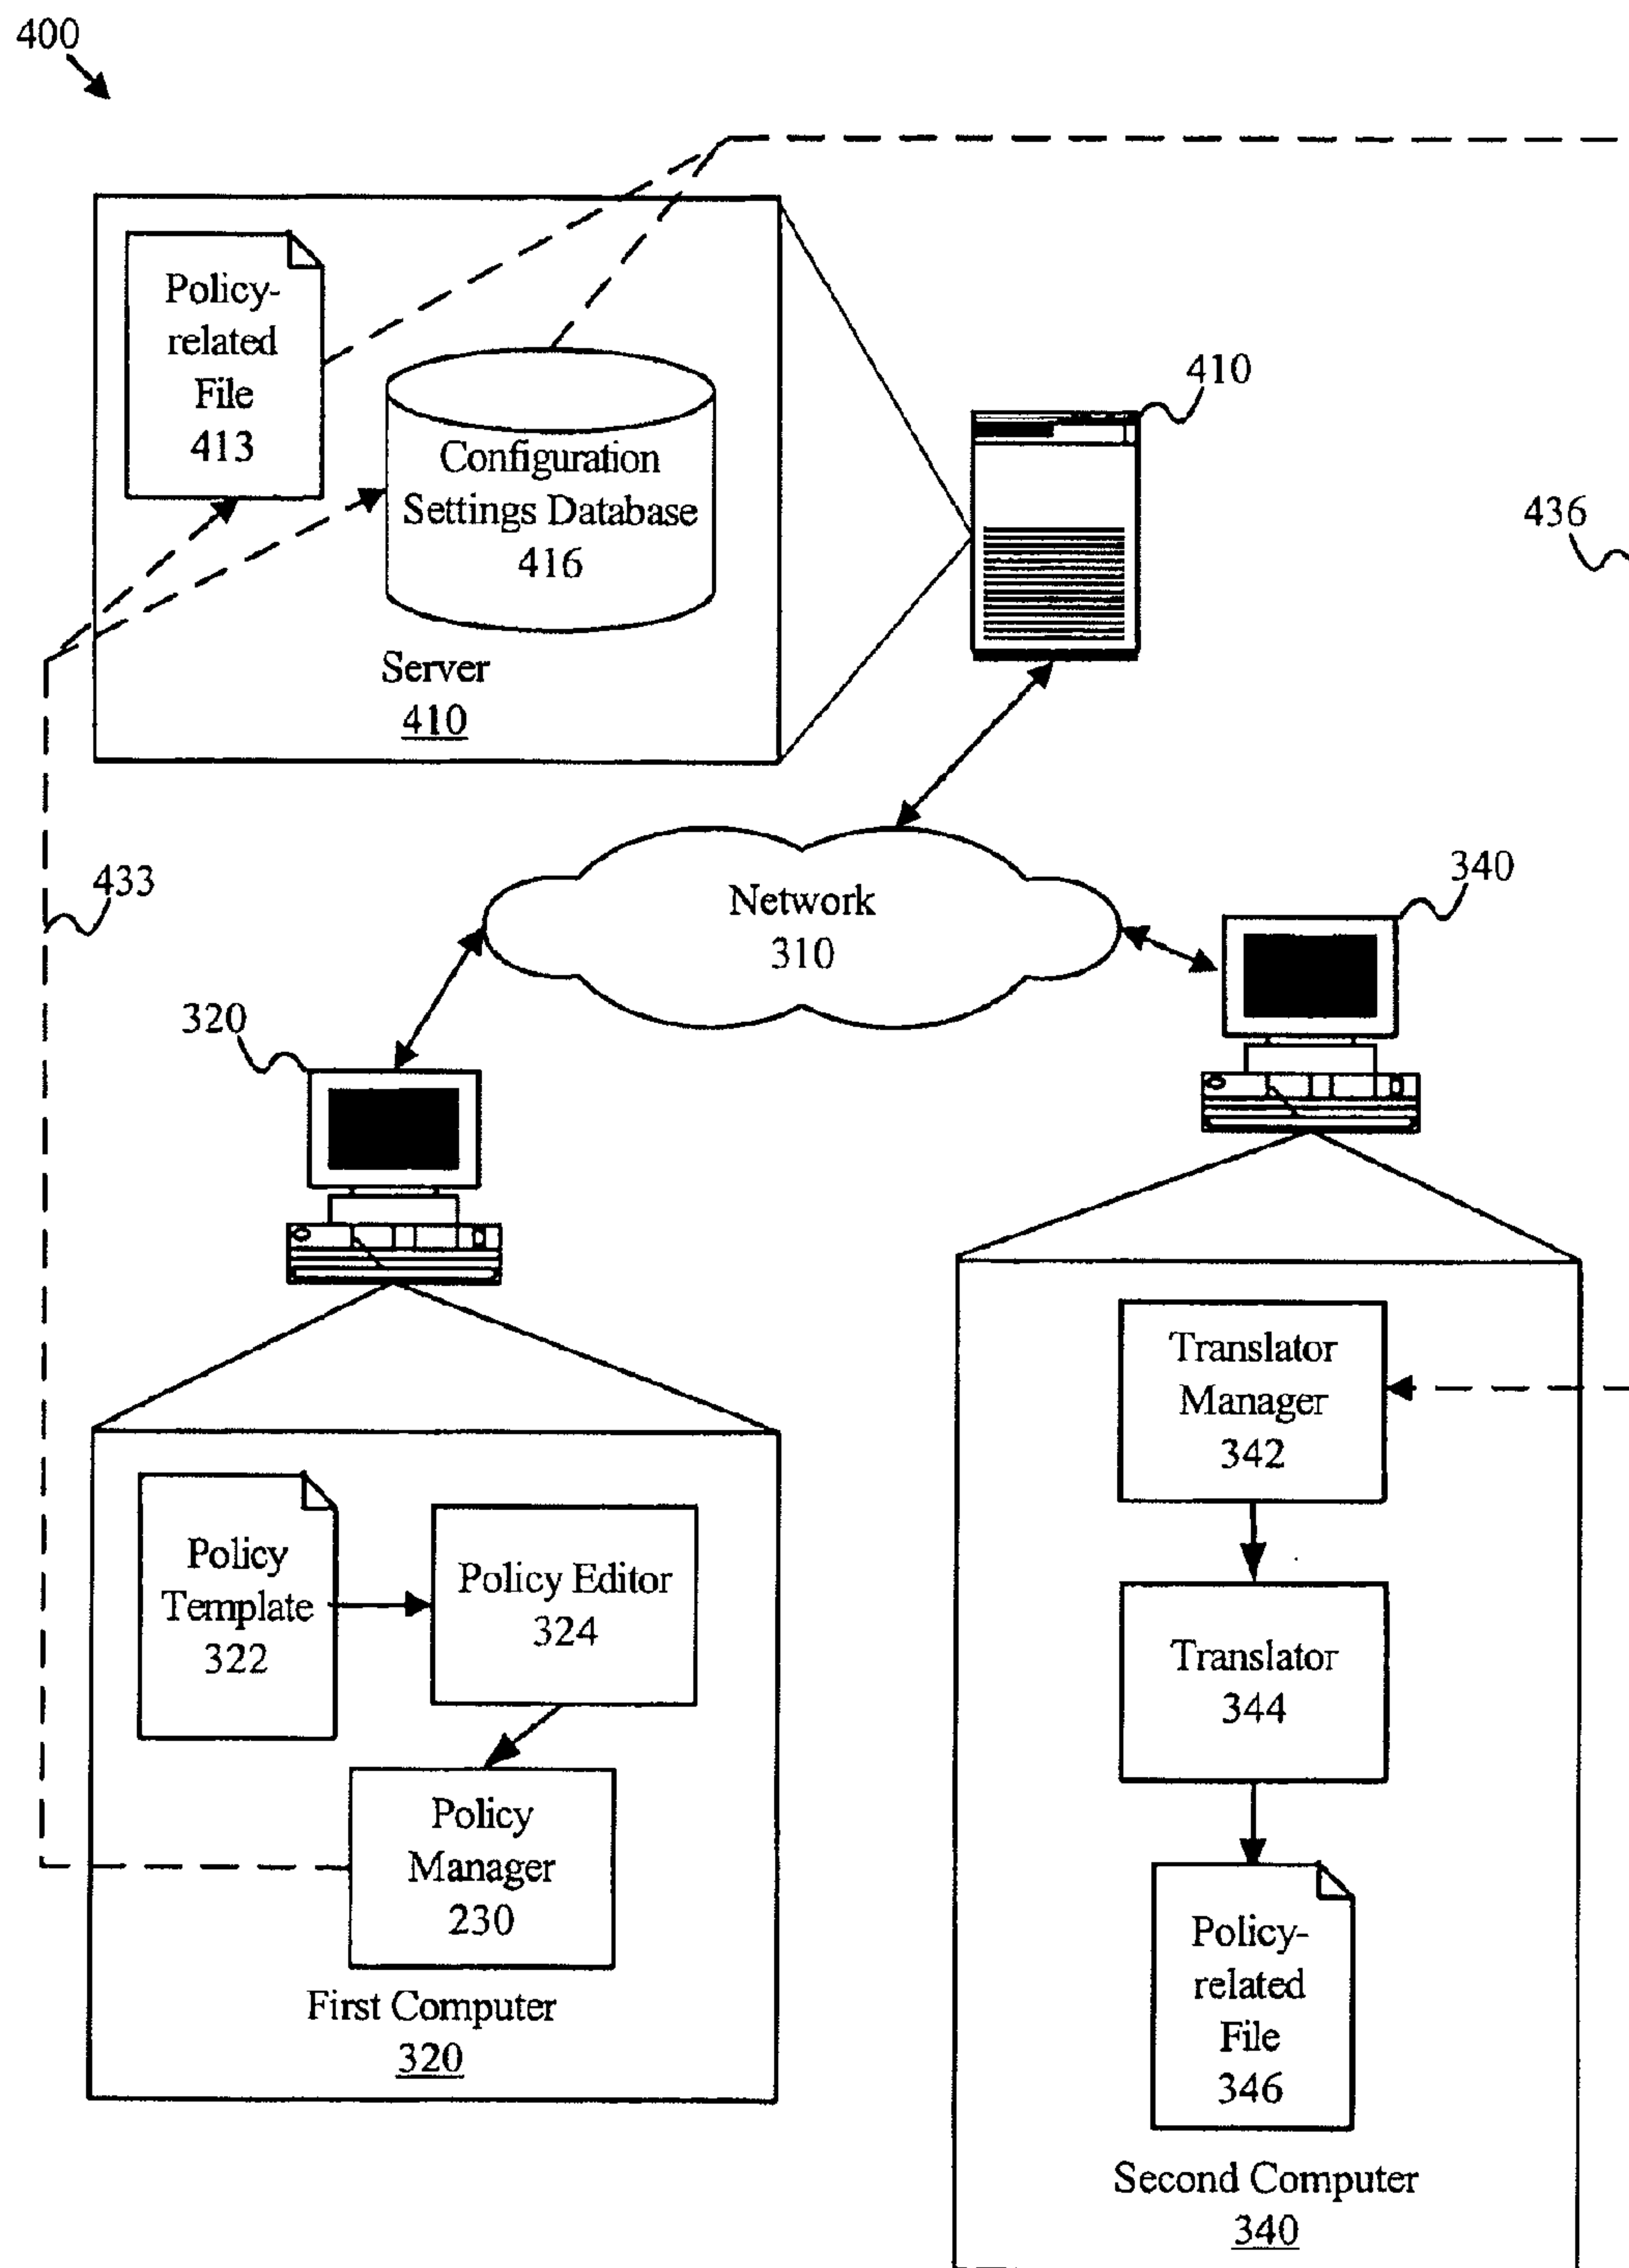 400
Policy-
related
File
413
Configuration
Settings Database
416
Server
410
410
436
433
Network
310
340
320
Policy
Template
322
Policy Editor
324
Policy
Manager
230
First Computer
320
Translator
Manager
342
Translator
344
Policy-
related
File
346
Second Computer
340